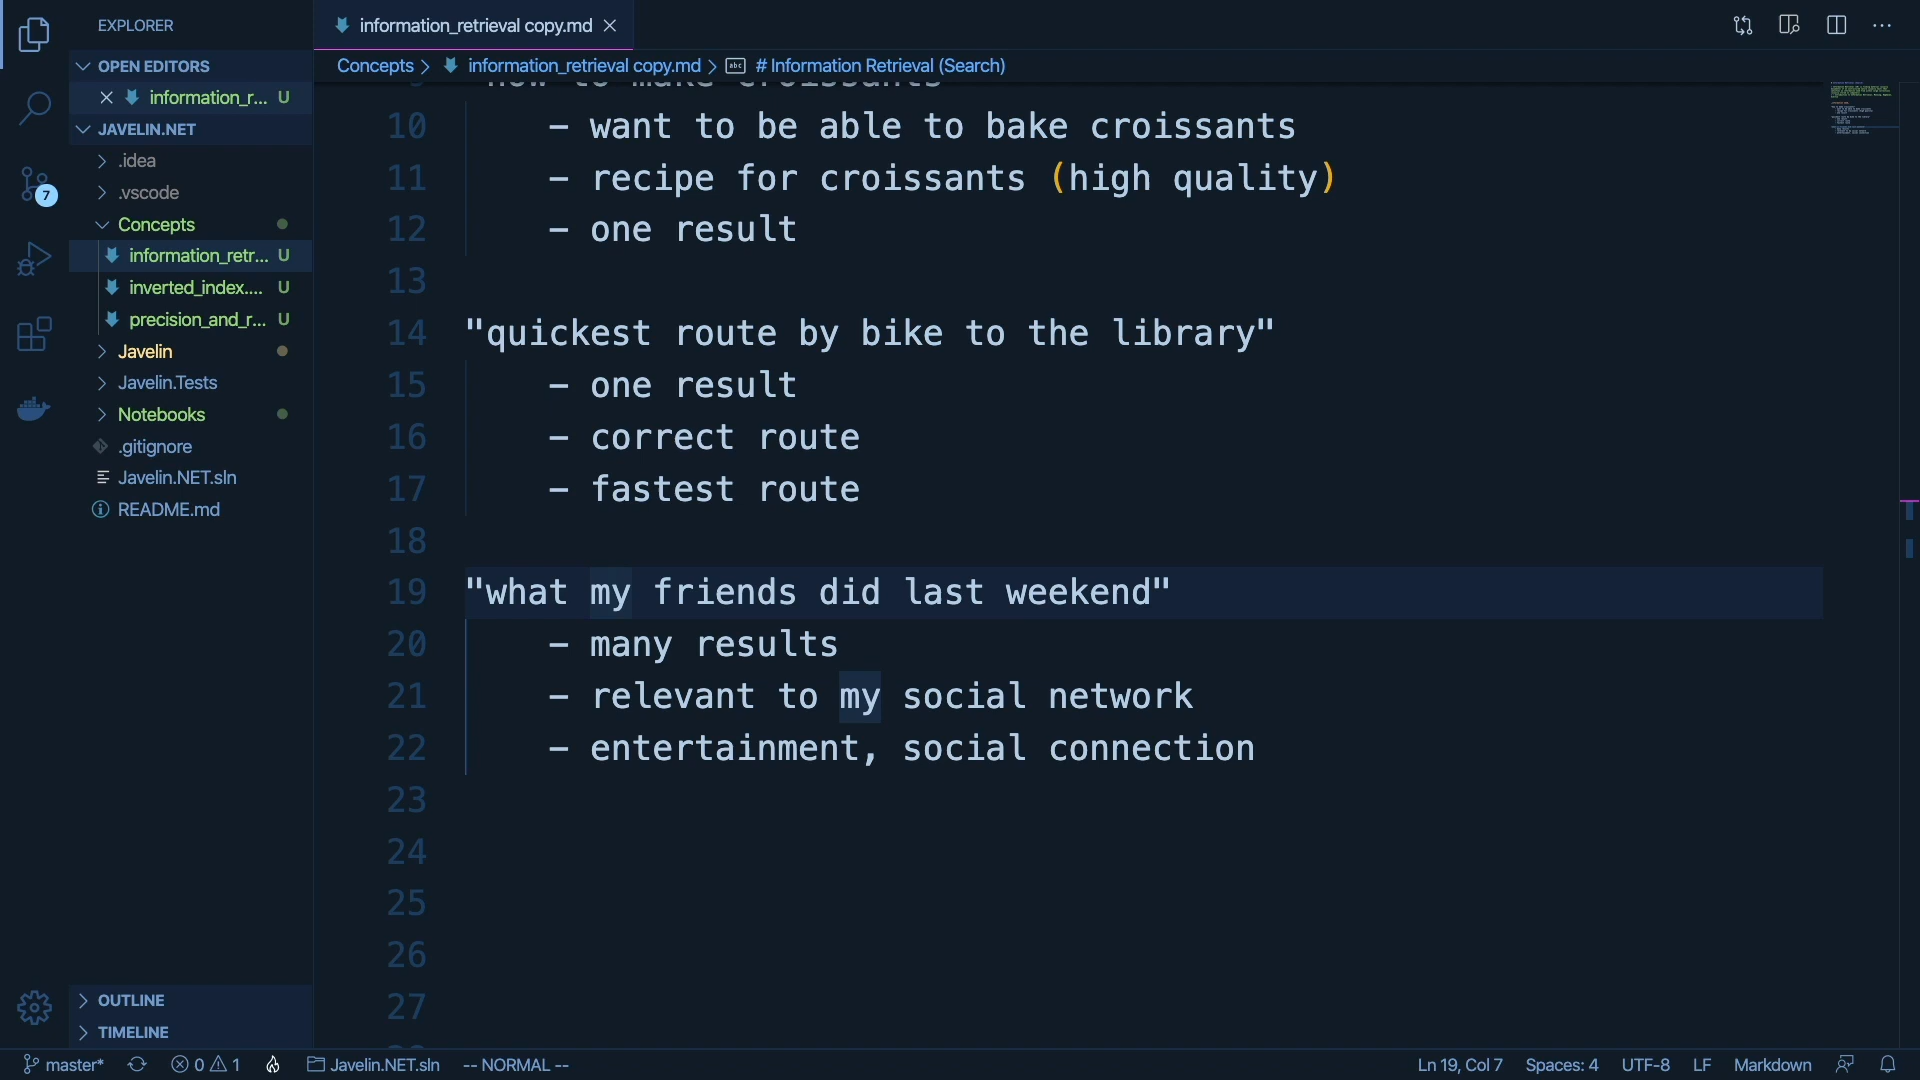 EXPLORER
information_retrieval copy.md
OPEN EDITORS
Concepts > information_retrieval copy.md > # Information Retrieval (Search)
information_r... U
"how to make croissants
JAVELIN.NET
10 - want to be able to bake croissants
.idea
11 - recipe for croissants (high quality)
.vscode
7
12 - one result
Concepts
information_retr... U
13
inverted_index.... U
14 "quickest route by bike to the library"
precision_and_r... U
Javelin
15 - one result
Javelin.Tests
16 - correct route
Notebooks
.gitignore
17 - fastest route
Javelin.NET.sln
README.md
18
19 "what my friends did last weekend"
20 - many results
21 - relevant to my social network
22 - entertainment, social connection
23
24
25
26
27
OUTLINE
TIMELINE
master* 0 1 Javelin.NET.sln -- NORMAL -- Ln 19, Col 7 Spaces: 4 UTF-8 LF Markdown